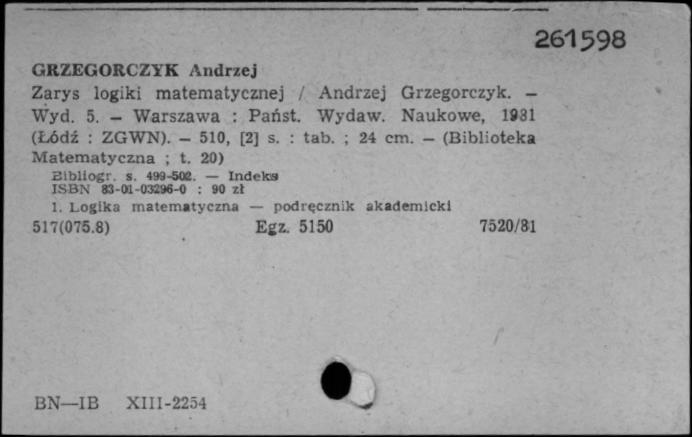 261598
GRZEGORCZYK Andrzej
Zarys logiki matematycznej / Andrzej Grzegorczyk. —
Wyd. 5. — Warszawa : Państ. Wydaw. Naukowe, 1981
(Łódź : ZGWN). — 510, [2] s. : tab. ; 24 cm. — (Biblioteka
Matematyczna ; t. 20)
Bibliogr. s. 499-502. — Indeks
ISBN 83-01-03296-0 : 90 zł
1. Logika matematyczna — podręcznik akademicki
517(075.8) Egz. 5150 7520/81
BN—IB XIII-2254